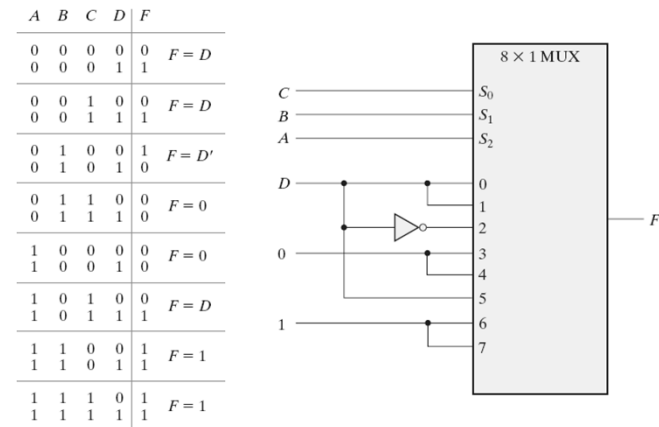 A B C D F
0 0 0 0 0 F = D
0 0 0 1 1
0 0 1 0 0 F = D
0 0 1 1 1
0 1 0 0 1 F = D′
0 1 0 1 0
0 1 1 0 0 F = 0
0 1 1 1 0
1 0 0 0 0 F = 0
1 0 0 1 0
1 0 1 0 0 F = D
1 0 1 1 1
1 1 0 0 1 F = 1
1 1 0 1 1
1 1 1 0 1 F = 1
1 1 1 1 1
8 × 1 MUX
C S0
B S1
A S2
D 0
1
2
0 3
4
5
1 6
7
F